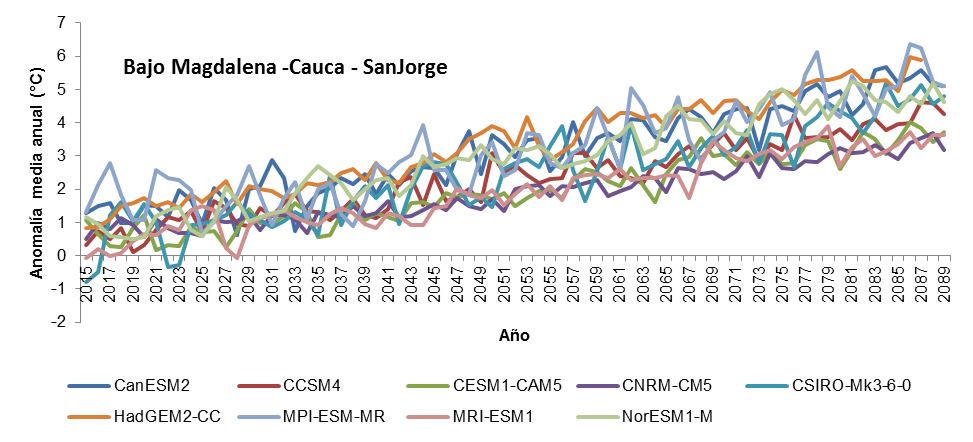 Bajo Magdalena -Cauca - SanJorge
Anomalía media anual (°C)
7
6
5
4
3
2
1
0
-1
-2
2015 2017 2019 2021 2023 2025 2027 2029 2031 2033 2035 2037 2039 2041 2043 2045 2047 2049 2051 2053 2055 2057 2059 2061 2063 2065 2067 2069 2071 2073 2075 2077 2079 2081 2083 2085 2087 2089
Año
CanESM2 CCSM4 CESM1-CAM5 CNRM-CM5 CSIRO-Mk3-6-0
HadGEM2-CC MPI-ESM-MR MRI-ESM1 NorESM1-M